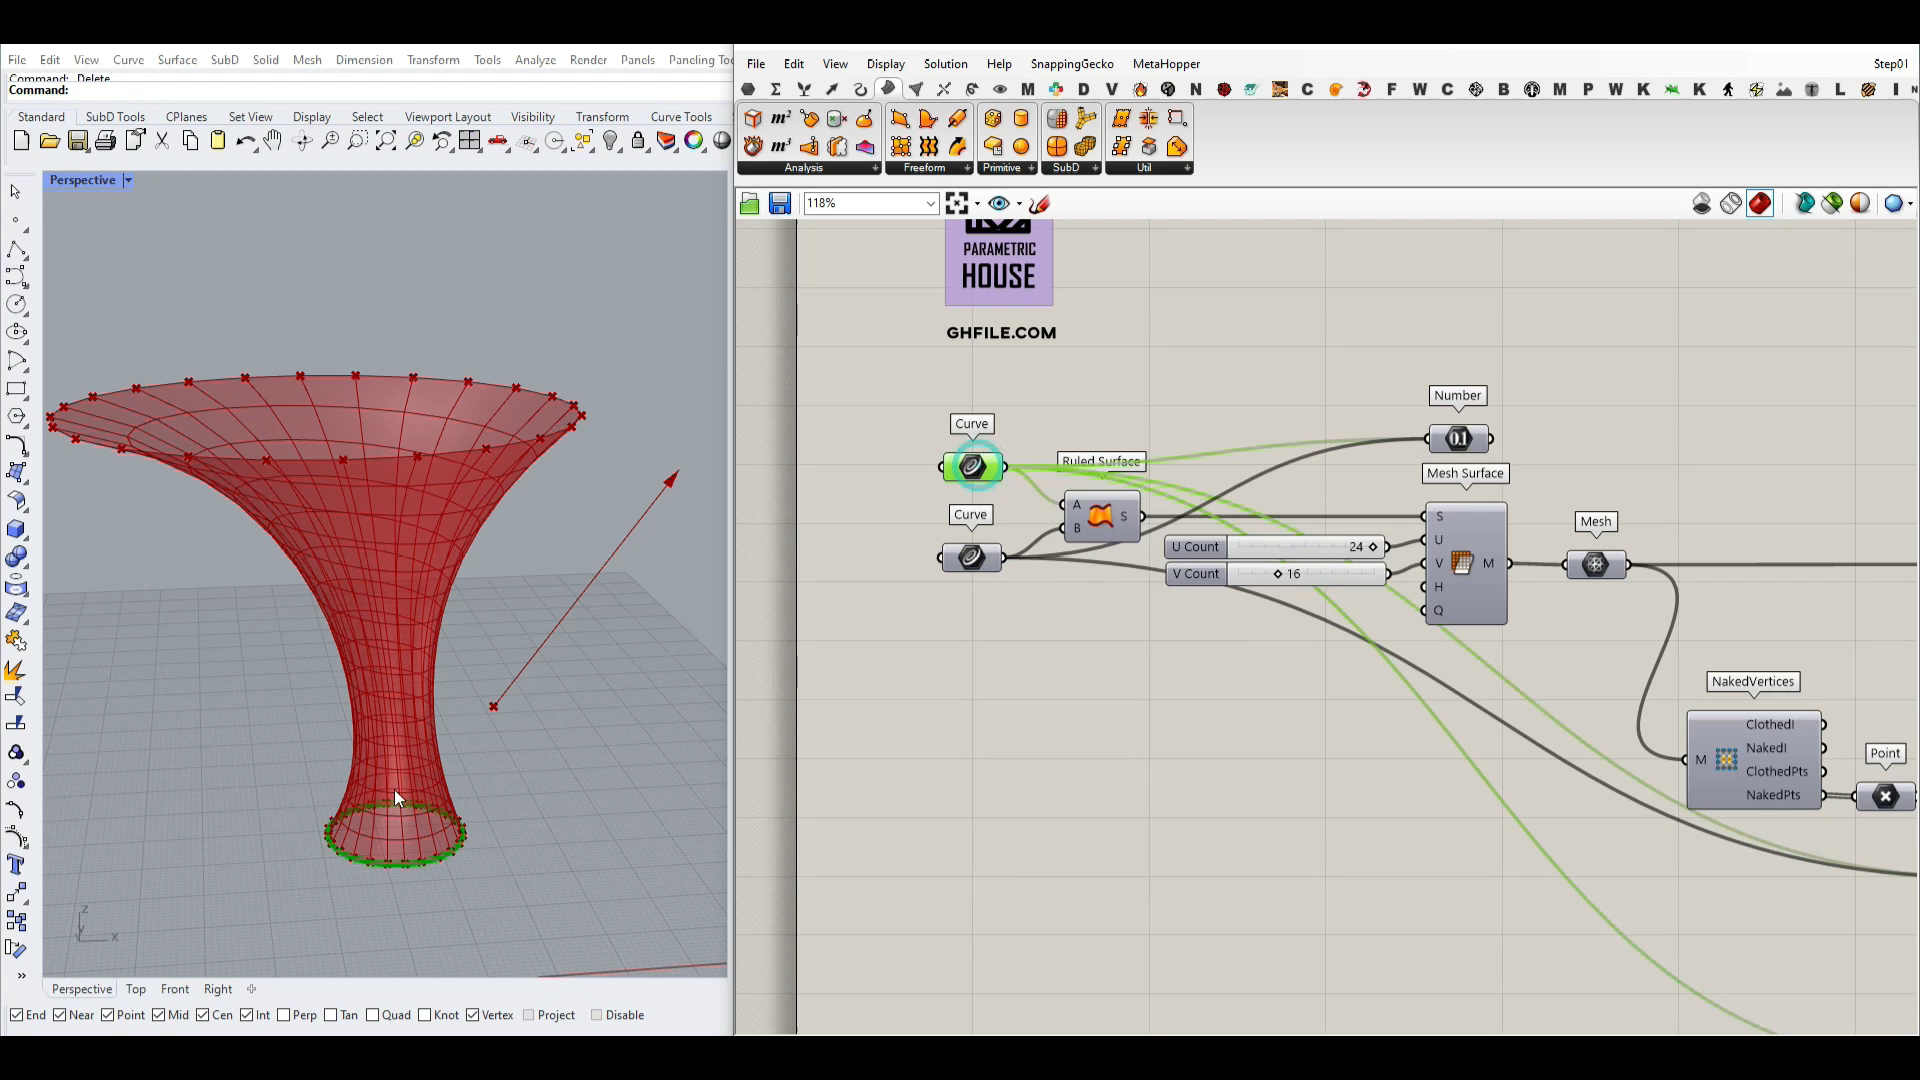 File Edit View Curve Surface SubD Solid Mesh Dimension Transform Tools Analyze Render Panels Paneling Too
Command: Delete
Command:
Standard SubD Tools CPlanes Set View Display Select Viewport Layout Visibility Transform Curve Tools
Perspective
z
x
Perspective Top Front Right
End Near Point Mid Cen Int Perp Tan Quad Knot Vertex Project Disable
File Edit View Display Solution Help SnappingGecko MetaHopper Step01
M D V N C F W C B M P W K K L I
m²
m³
Analysis Freeform Primitive SubD Util
118%
PARAMETRIC
HOUSE
GHFILE.COM
Number
0.1
Curve
Ruled Surface
Mesh Surface
A
B
S
Curve
U Count 24
V Count 16
S
U
V
H
Q
M
Mesh
NakedVertices
M
ClothedI
NakedI
ClothedPts
NakedPts
Point